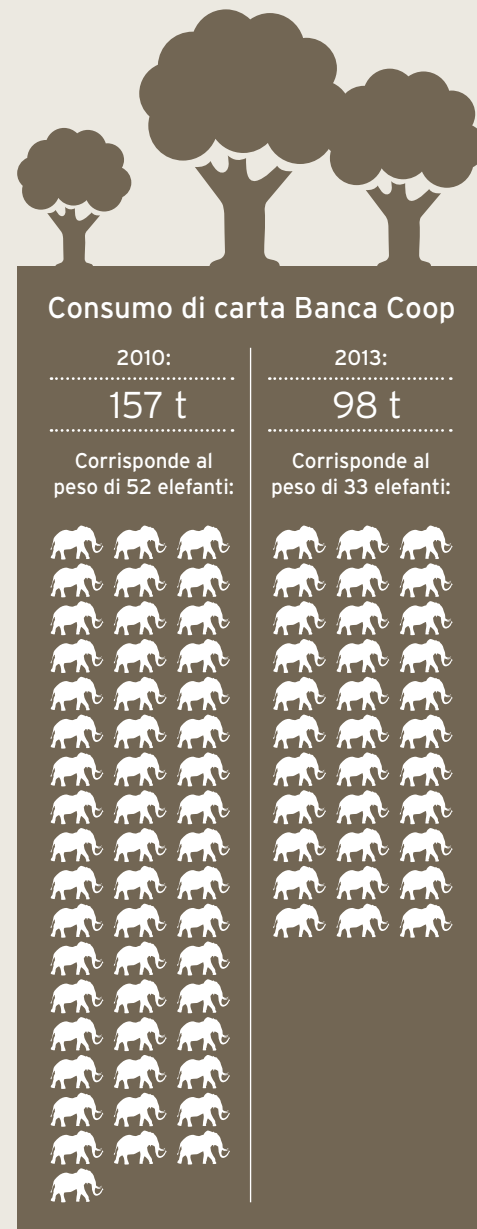 Consumo di carta Banca Coop
2010:
157 t
Corrisponde al
peso di 52 elefanti:
2013:
98 t
Corrisponde al
peso di 33 elefanti: